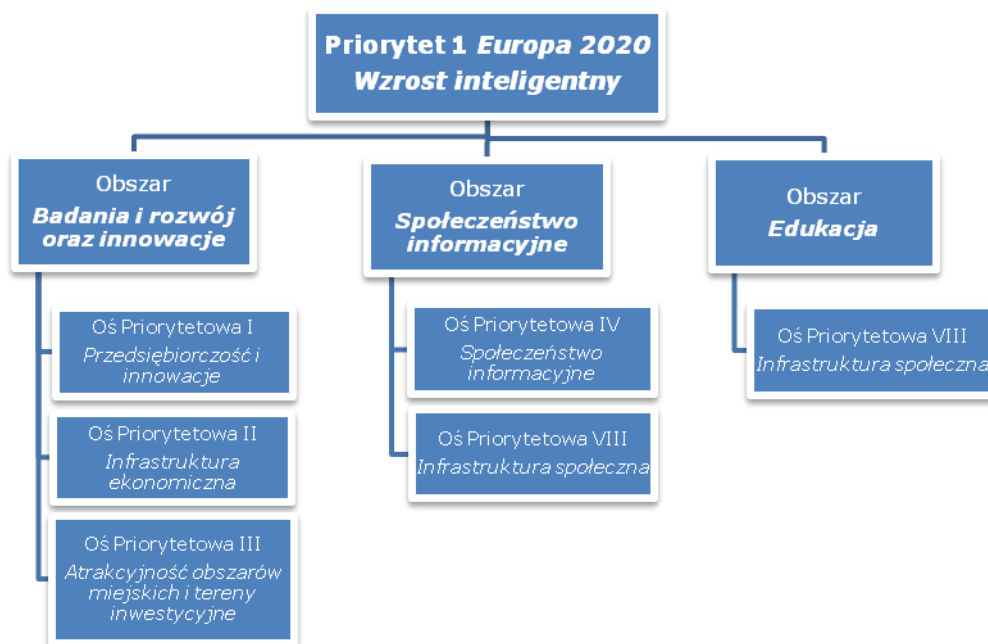 Priorytet 1 Europa 2020
Wzrost inteligentny
Obszar
Badania i rozwój
oraz innowacje
Oś Priorytetowa I
Przedsiębiorczość i
innowacje
Oś Priorytetowa II
Infrastruktura
ekonomiczna
Oś Priorytetowa III
Atrakcyjność obszarów
miejskich i tereny
inwestycyjne
Obszar
Społeczeństwo
informacyjne
Oś Priorytetowa IV
Społeczeństwo
informacyjne
Oś Priorytetowa VIII
Infrastruktura społeczna
Obszar
Edukacja
Oś Priorytetowa VIII
Infrastruktura społeczna